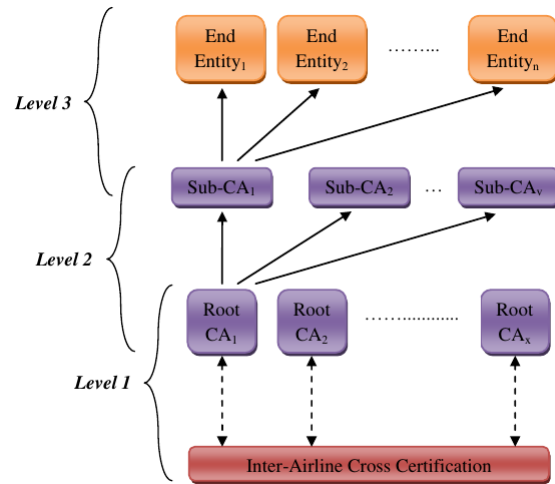 End Entity₁
End Entity₂
………...
End Entityₙ
Level 3
Sub-CA₁
Sub-CA₂
…
Sub-CAᵥ
Level 2
Root CA₁
Root CA₂
……...........
Root CAₓ
Level 1
Inter-Airline Cross Certification